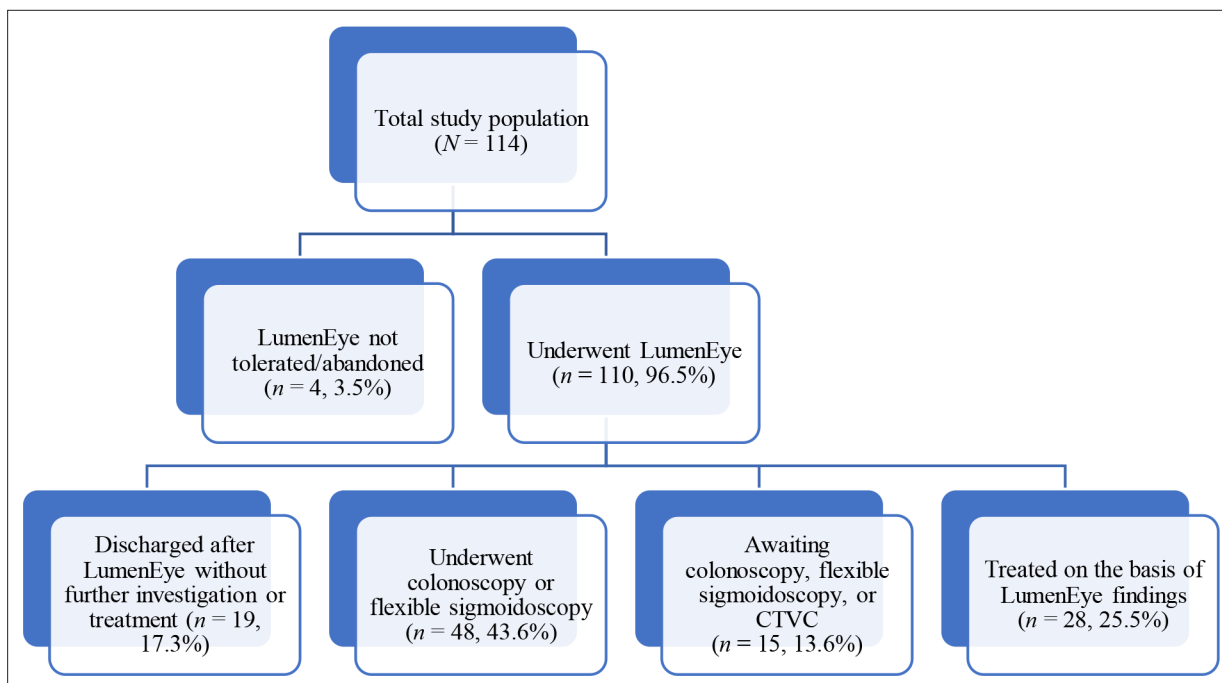 Total study population
(N = 114)
LumenEye not
tolerated/abandoned
(n = 4, 3.5%)
Underwent LumenEye
(n = 110, 96.5%)
Discharged after
LumenEye without
further investigation or
treatment (n = 19,
17.3%)
Underwent
colonoscopy or
flexible sigmoidoscopy
(n = 48, 43.6%)
Awaiting
colonoscopy, flexible
sigmoidoscopy, or
CTVC
(n = 15, 13.6%)
Treated on the basis of
LumenEye findings
(n = 28, 25.5%)